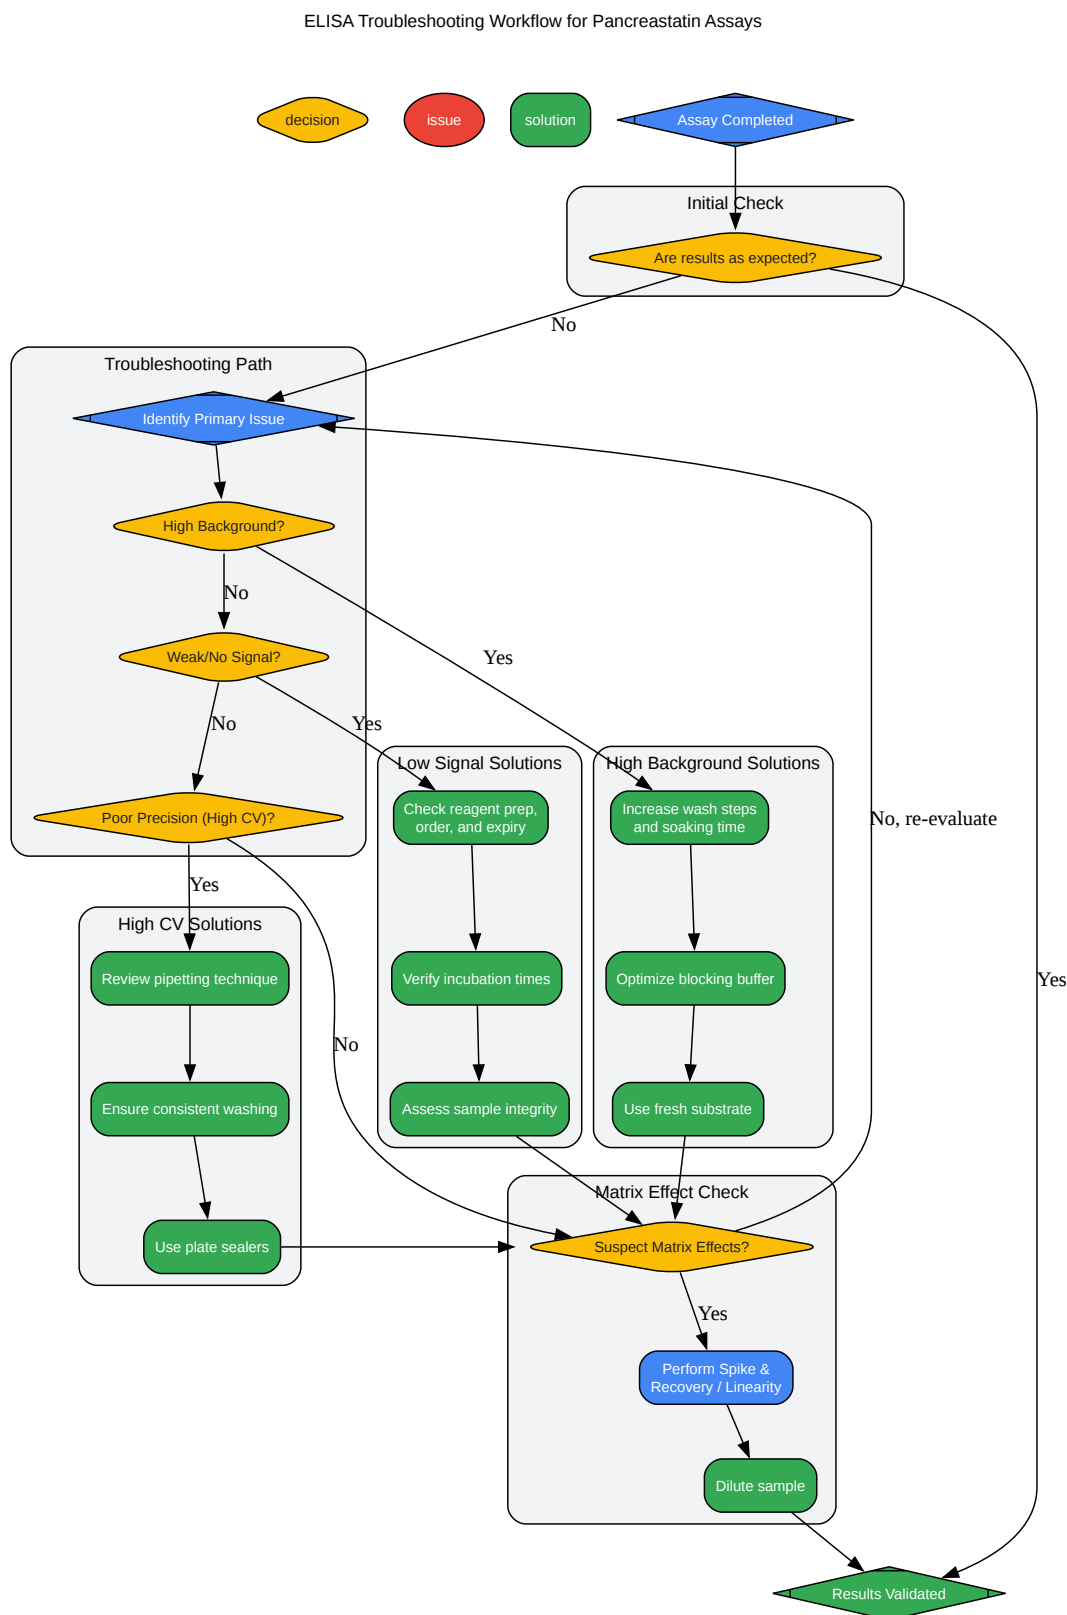 ELISA Troubleshooting Workflow for Pancreastatin Assays
decision
issue
solution
Assay Completed
Initial Check
Are results as expected?
No
Troubleshooting Path
Identify Primary Issue
High Background?
No
Yes
Weak/No Signal?
No
Yes
Low Signal Solutions
High Background Solutions
Poor Precision (High CV)?
Check reagent prep,
order, and expiry
Increase wash steps
and soaking time
No, re-evaluate
Yes
High CV Solutions
Review pipetting technique
Verify incubation times
Optimize blocking buffer
Yes
No
Ensure consistent washing
Assess sample integrity
Use fresh substrate
Matrix Effect Check
Use plate sealers
Suspect Matrix Effects?
Yes
Perform Spike &
Recovery / Linearity
Dilute sample
Results Validated